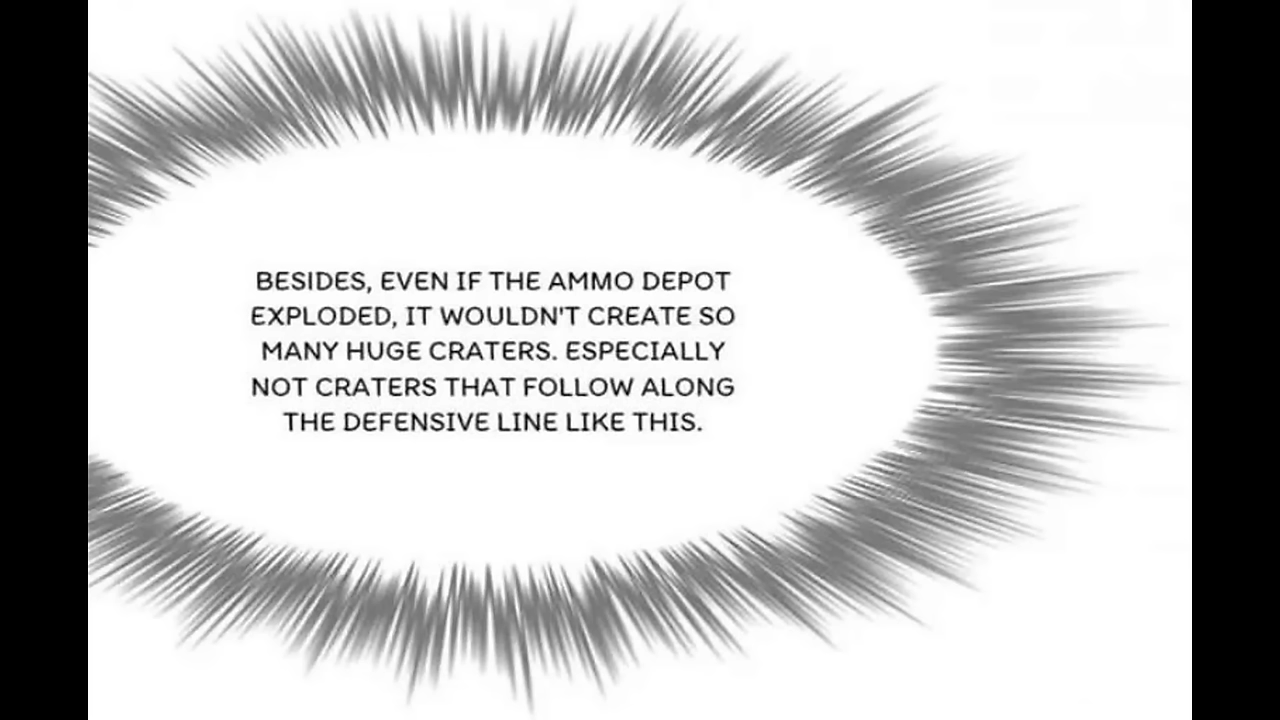 BESIDES, EVEN IF THE AMMO DEPOT
EXPLODED, IT WOULDN'T CREATE SO
MANY HUGE CRATERS. ESPECIALLY
NOT CRATERS THAT FOLLOW ALONG
THE DEFENSIVE LINE LIKE THIS.